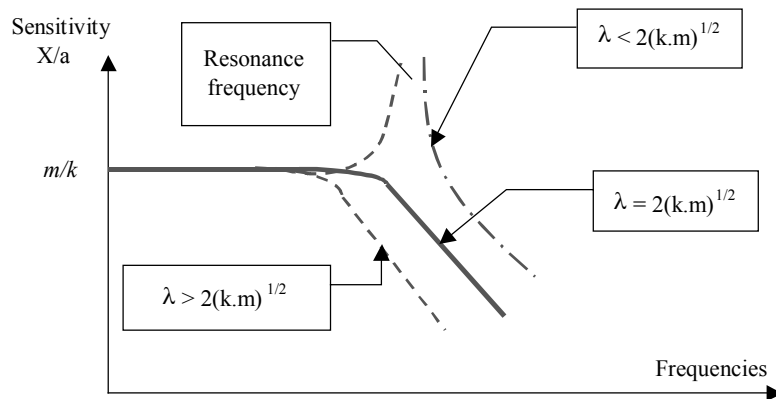 Sensitivity
X/a
Resonance
frequency
λ < 2(k.m)^1/2
m/k
λ = 2(k.m)^1/2
λ > 2(k.m)^1/2
Frequencies